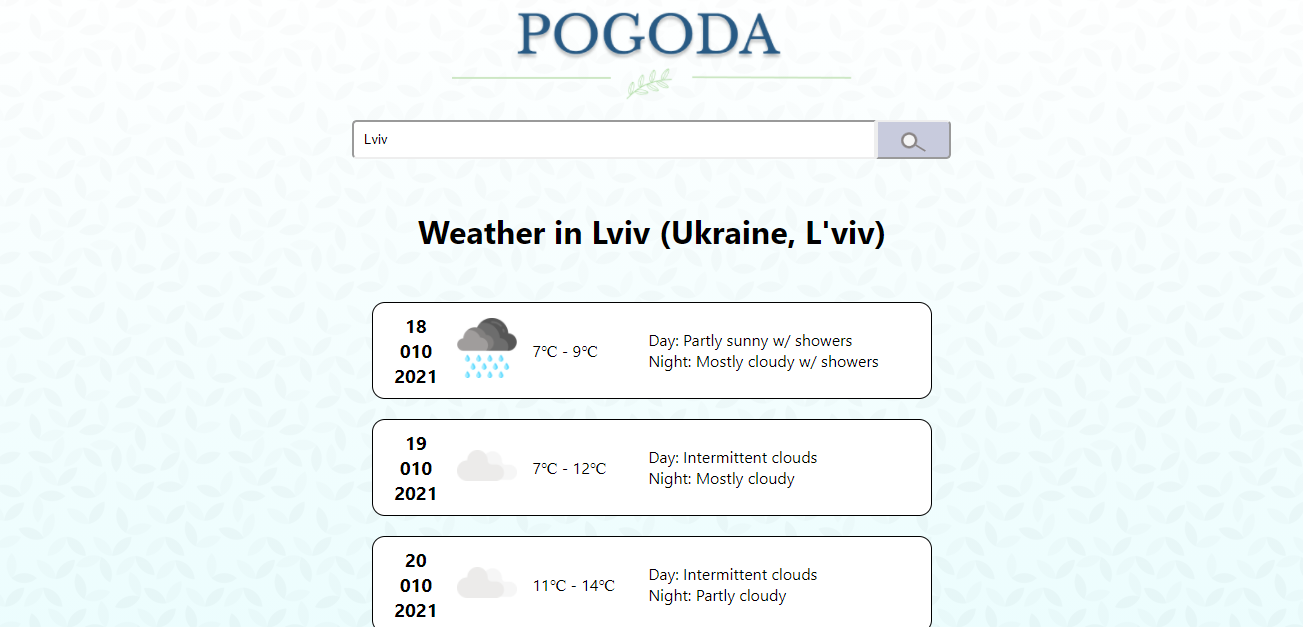 POGODA
Lviv
Weather in Lviv (Ukraine, L'viv)
18
010
2021
7°C - 9°C
Day: Partly sunny w/ showers
Night: Mostly cloudy w/ showers
19
010
2021
7°C - 12°C
Day: Intermittent clouds
Night: Mostly cloudy
20
010
2021
11°C - 14°C
Day: Intermittent clouds
Night: Partly cloudy